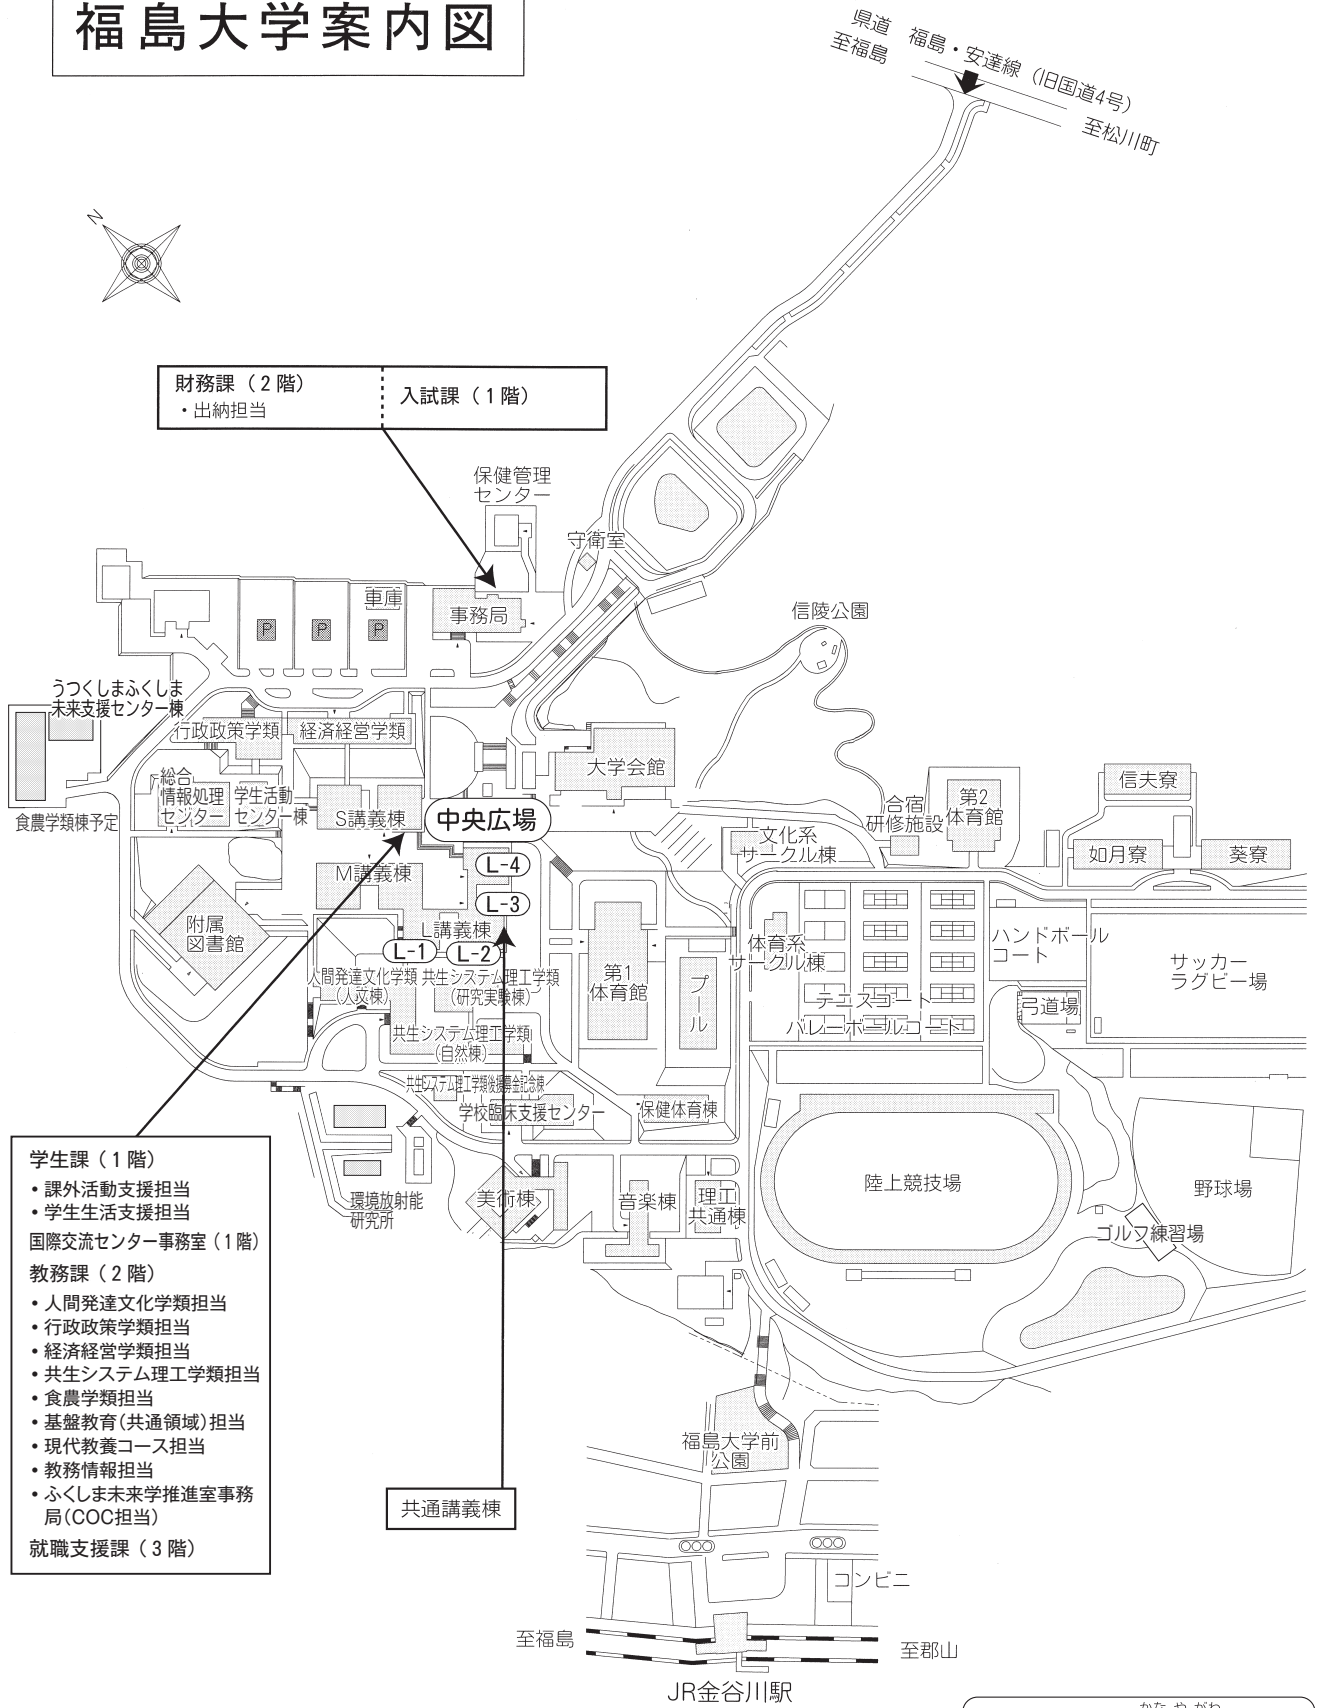 福島大学案内図
県道 福島・安達線（旧国道4号）
至福島
至松川町
N
財務課（２階）
・出納担当
入試課（１階）
保健管理
センター
守衛室
車庫
事務局
P
P
P
信陵公園
うつくしまふくしま
未来支援センター棟
行政政策学類
経済経営学類
大学会館
食農学類棟予定
総合
情報処理
センター
学生活動
センター棟
S講義棟
中央広場
文化系
サークル棟
合宿
研修施設
第2
体育館
信夫寮
如月寮
葵寮
M講義棟
L-4
L-3
L講義棟
L-1
L-2
附属
図書館
人間発達文化学類
（人文棟）
共生システム理工学類
（研究実験棟）
第1
体育館
プール
体育系
サークル棟
ハンドボール
コート
サッカー
ラグビー場
テニスコート
バレーボールコート
弓道場
共生システム理工学類
（自然棟）
共生システム理工学類後援募金記念棟
学校臨床支援センター
保健体育棟
環境放射能
研究所
美術棟
音楽棟
理工
共通棟
陸上競技場
野球場
ゴルフ練習場
学生課（１階）
・課外活動支援担当
・学生生活支援担当
国際交流センター事務室（１階）
教務課（２階）
・人間発達文化学類担当
・行政政策学類担当
・経済経営学類担当
・共生システム理工学類担当
・食農学類担当
・基盤教育（共通領域）担当
・現代教養コース担当
・教務情報担当
・ふくしま未来学推進室事務
局（COC担当）
就職支援課（３階）
共通講義棟
福島大学前
公園
コンビニ
至福島
至郡山
JR金谷川駅
かな や がわ